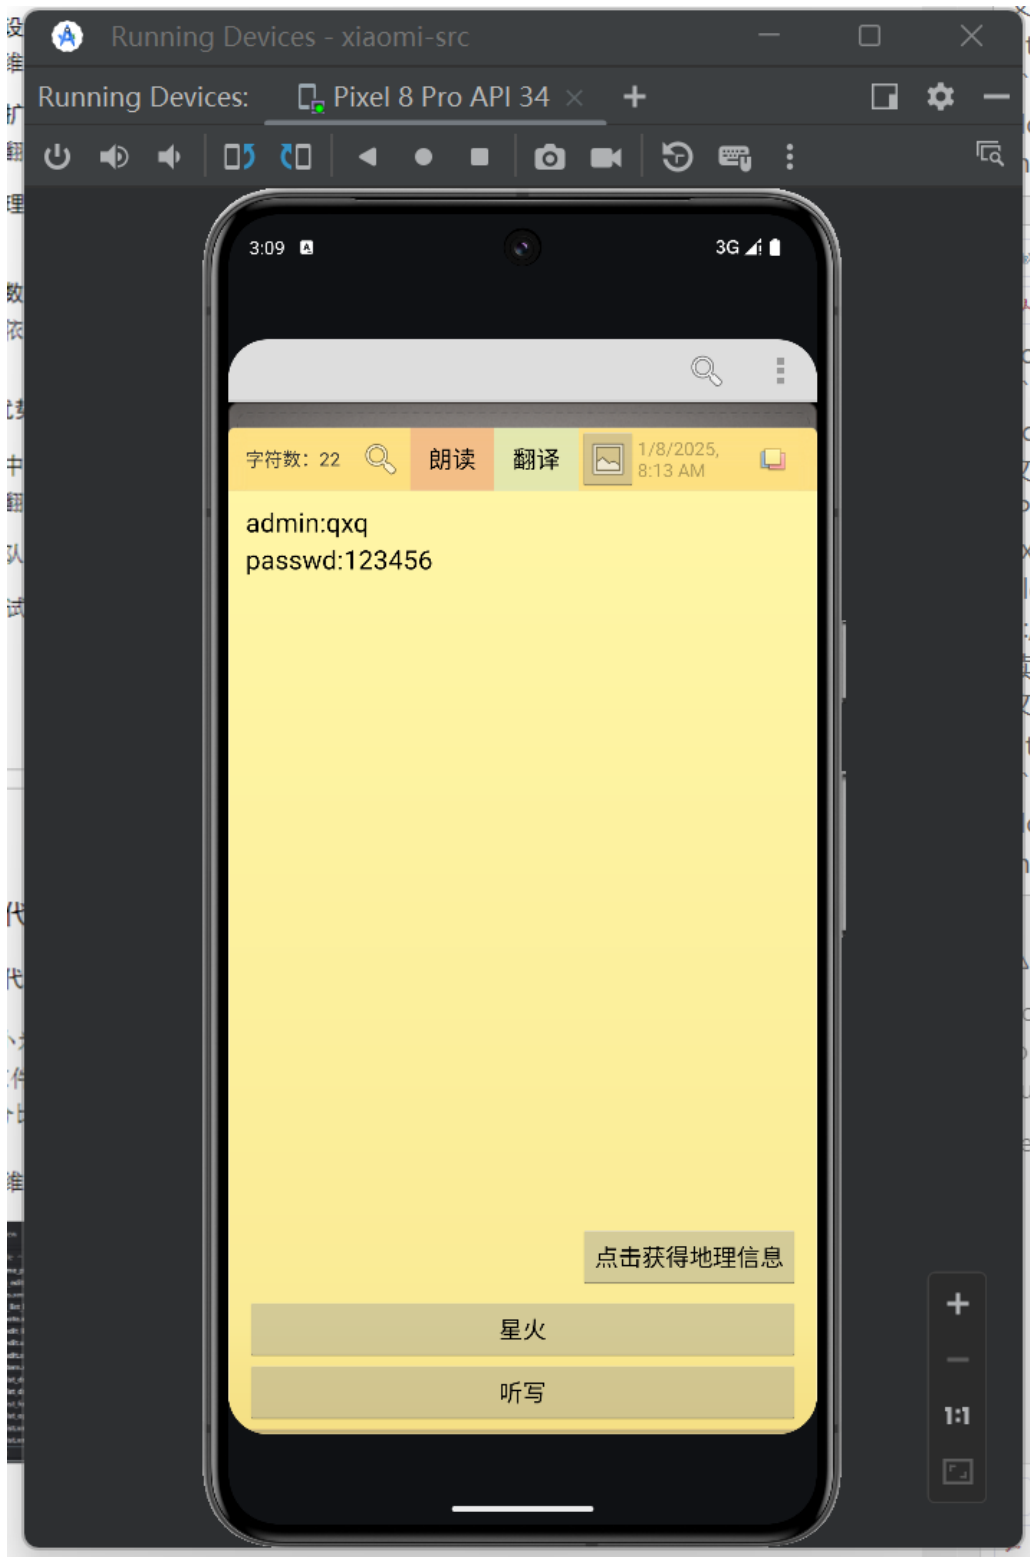 Running Devices - xiaomi-src
Running Devices:
Pixel 8 Pro API 34
3:09
3G
字符数：22
朗读
翻译
1/8/2025,
8:13 AM
admin:qxq
passwd:123456
点击获得地理信息
星火
听写
1:1